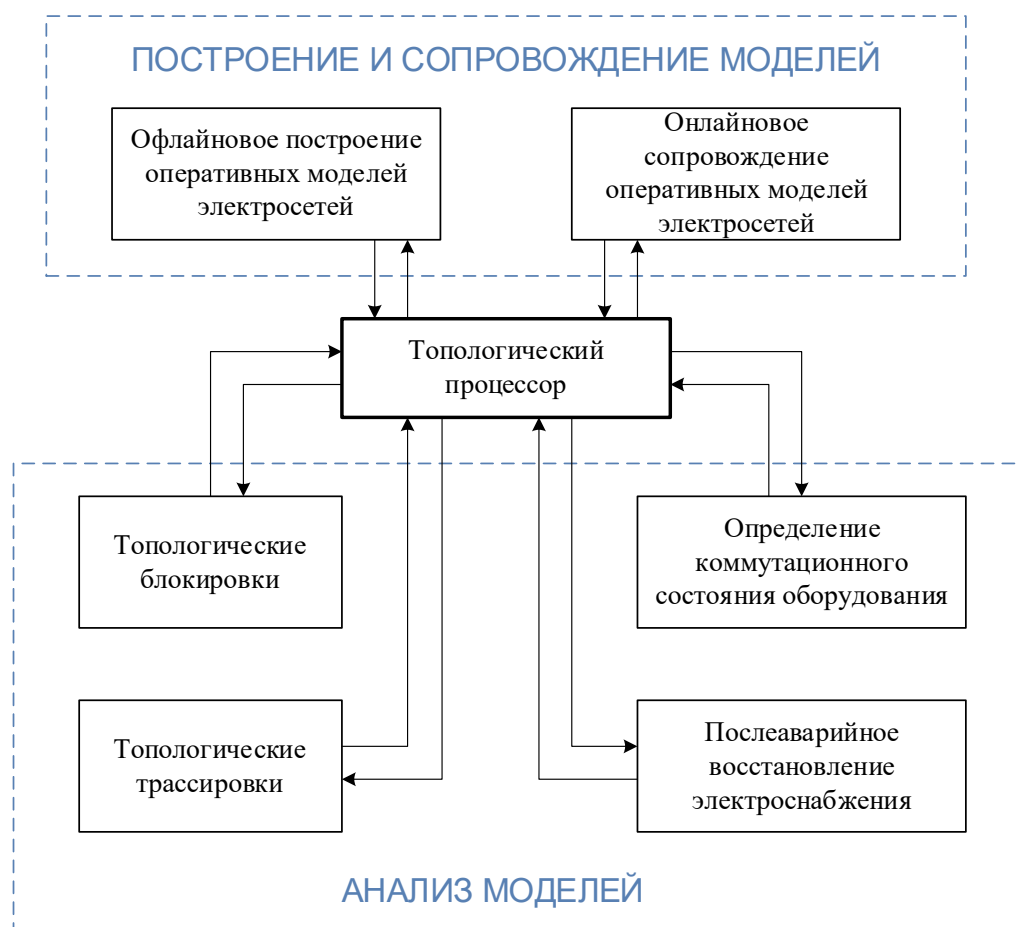 ПОСТРОЕНИЕ И СОПРОВОЖДЕНИЕ МОДЕЛЕЙ
Офлайновое построение
оперативных моделей
электросетей
Онлайновое
сопровождение
оперативных моделей
электросетей
Топологический
процессор
Топологические
блокировки
Определение
коммутационного
состояния оборудования
Топологические
трассировки
Послеаварийное
восстановление
электроснабжения
АНАЛИЗ МОДЕЛЕЙ